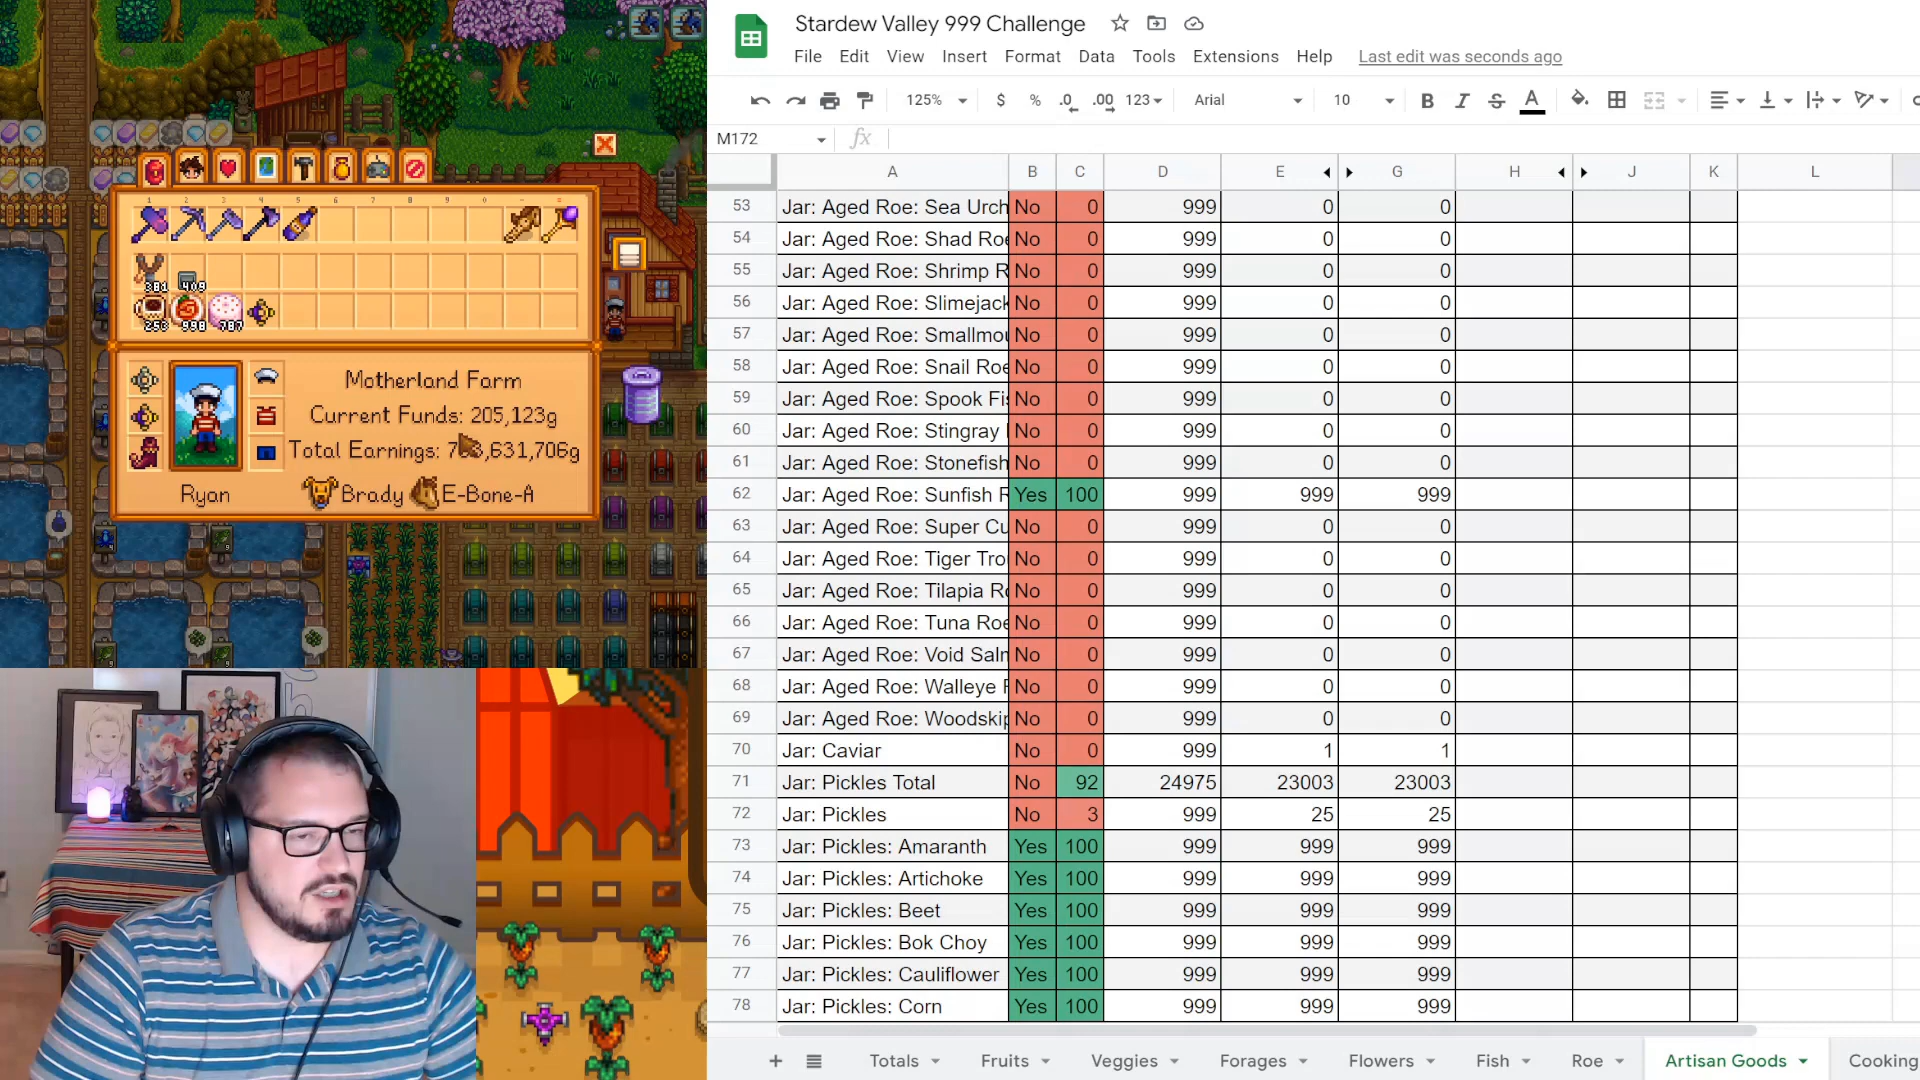 Stardew Valley 999 Challenge
File Edit View Insert Format Data Tools Extensions Help Last edit was seconds ago
125% $ % .0 .00 123 Arial 10 B I S A
M172 fx
A B C D E G H J K L
53 Jar: Aged Roe: Sea Urch No 0 999 0 0
54 Jar: Aged Roe: Shad Roe No 0 999 0 0
55 Jar: Aged Roe: Shrimp R No 0 999 0 0
56 Jar: Aged Roe: Slimejack No 0 999 0 0
57 Jar: Aged Roe: Smallmou No 0 999 0 0
58 Jar: Aged Roe: Snail Roe No 0 999 0 0
59 Jar: Aged Roe: Spook Fi No 0 999 0 0
60 Jar: Aged Roe: Stingray No 0 999 0 0
61 Jar: Aged Roe: Stonefish No 0 999 0 0
62 Jar: Aged Roe: Sunfish R Yes 100 999 999 999
63 Jar: Aged Roe: Super Cu No 0 999 0 0
64 Jar: Aged Roe: Tiger Tro No 0 999 0 0
65 Jar: Aged Roe: Tilapia Ro No 0 999 0 0
66 Jar: Aged Roe: Tuna Roe No 0 999 0 0
67 Jar: Aged Roe: Void Saln No 0 999 0 0
68 Jar: Aged Roe: Walleye R No 0 999 0 0
69 Jar: Aged Roe: Woodskip No 0 999 0 0
70 Jar: Caviar No 0 999 1 1
71 Jar: Pickles Total No 92 24975 23003 23003
72 Jar: Pickles No 3 999 25 25
73 Jar: Pickles: Amaranth Yes 100 999 999 999
74 Jar: Pickles: Artichoke Yes 100 999 999 999
75 Jar: Pickles: Beet Yes 100 999 999 999
76 Jar: Pickles: Bok Choy Yes 100 999 999 999
77 Jar: Pickles: Cauliflower Yes 100 999 999 999
78 Jar: Pickles: Corn Yes 100 999 999 999
Totals Fruits Veggies Forages Flowers Fish Roe Artisan Goods Cooking
1 2 3 4 5 6 7 8 9 0 - =
381 409
253 998 787
Motherland Farm
Current Funds: 205,123g
Total Earnings:
Ryan Brady E-Bone-A